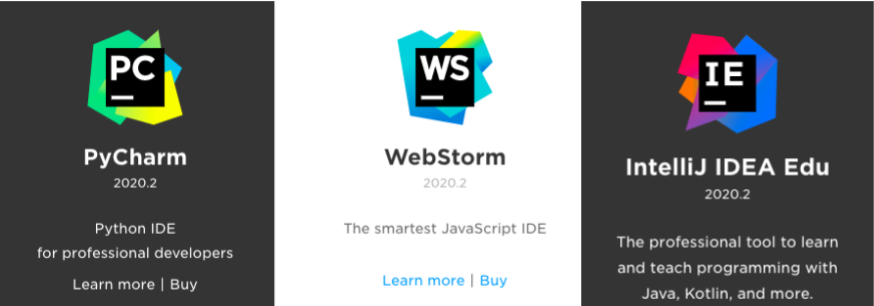 PC
PyCharm
2020.2
Python IDE
for professional developers
Learn more | Buy
WS
WebStorm
2020.2
The smartest JavaScript IDE
Learn more | Buy
IE
IntelliJ IDEA Edu
2020.2
The professional tool to learn
and teach programming with
Java, Kotlin, and more.